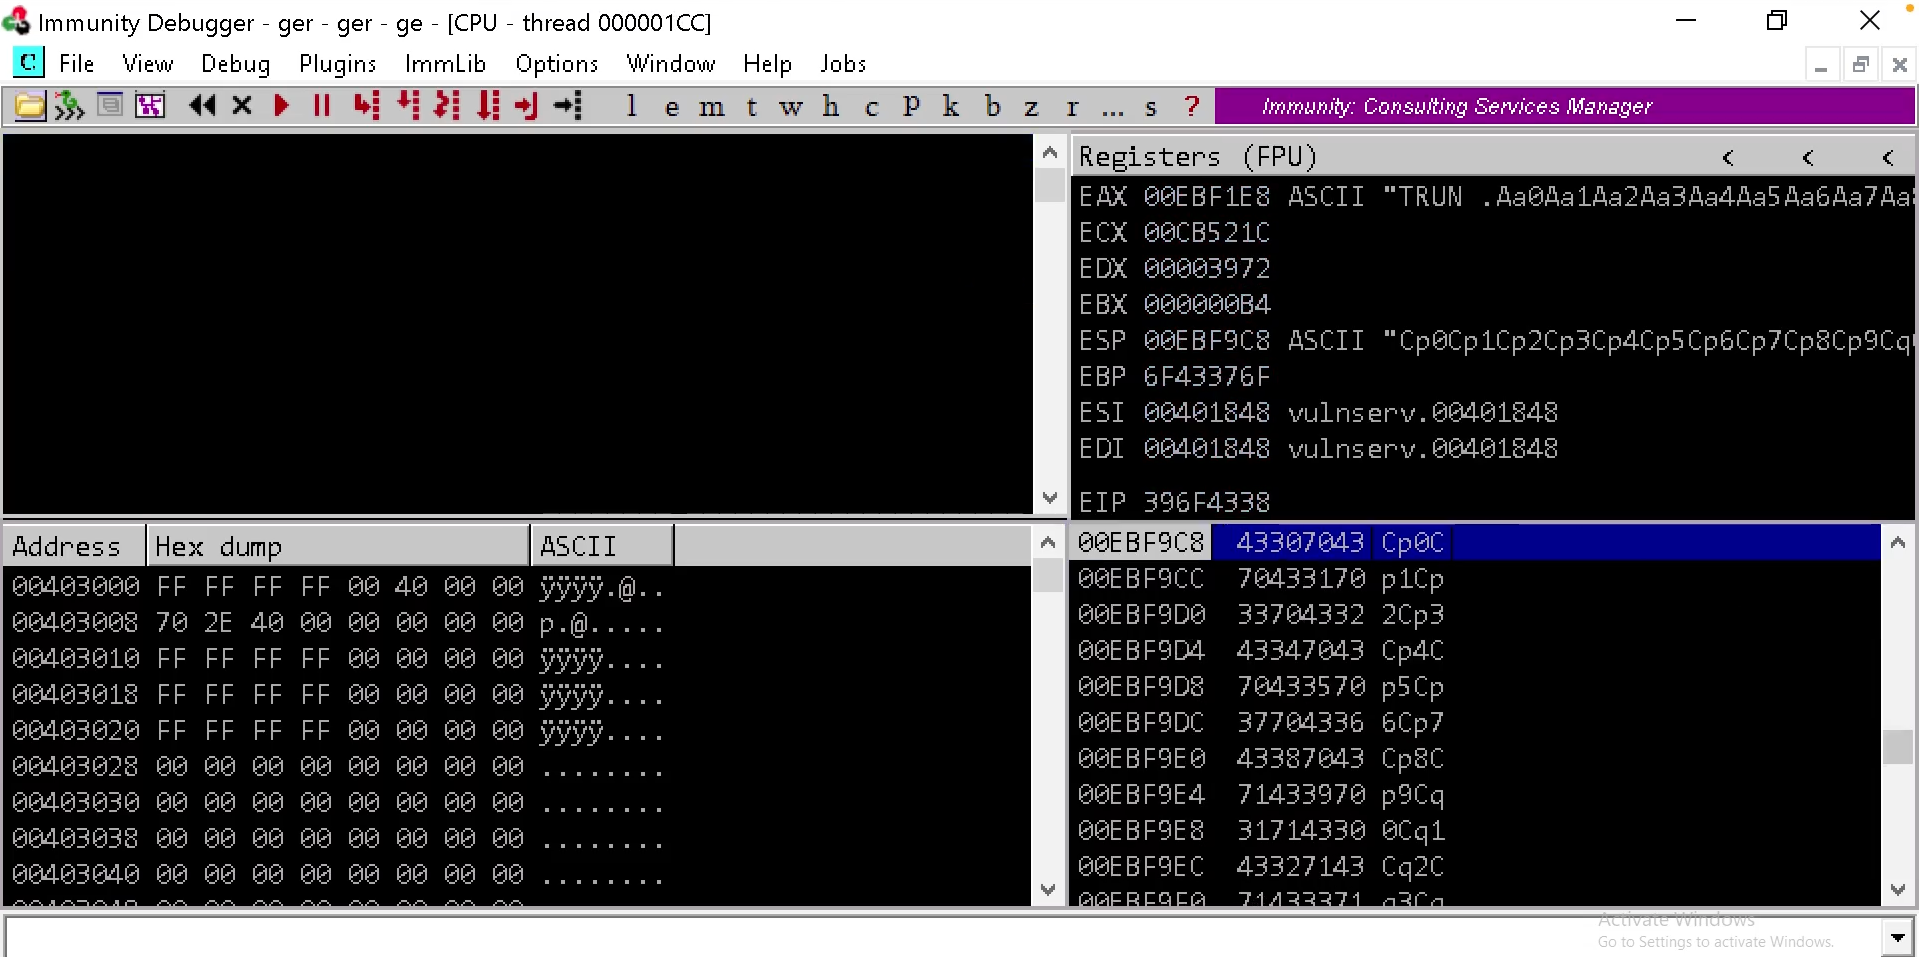 Immunity Debugger - ger - ger - ge - [CPU - thread 000001CC]
C File View Debug Plugins ImmLib Options Window Help Jobs
l e m t w h c P k b z r ... s ? Immunity: Consulting Services Manager
Registers (FPU) < < <
EAX 00EBF1E8 ASCII "TRUN .Aa0Aa1Aa2Aa3Aa4Aa5Aa6Aa7Aa
ECX 00CB521C
EDX 00003972
EBX 000000B4
ESP 00EBF9C8 ASCII "Cp0Cp1Cp2Cp3Cp4Cp5Cp6Cp7Cp8Cp9Cq
EBP 6F43376F
ESI 00401848 vulnserv.00401848
EDI 00401848 vulnserv.00401848
EIP 396F4338
Address Hex dump ASCII
00403000 FF FF FF FF 00 40 00 00 ÿÿÿÿ.@..
00403008 70 2E 40 00 00 00 00 00 p.@.....
00403010 FF FF FF FF 00 00 00 00 ÿÿÿÿ....
00403018 FF FF FF FF 00 00 00 00 ÿÿÿÿ....
00403020 FF FF FF FF 00 00 00 00 ÿÿÿÿ....
00403028 00 00 00 00 00 00 00 00 ........
00403030 00 00 00 00 00 00 00 00 ........
00403038 00 00 00 00 00 00 00 00 ........
00403040 00 00 00 00 00 00 00 00 ........
00EBF9C8 43307043 Cp0C
00EBF9CC 70433170 p1Cp
00EBF9D0 33704332 2Cp3
00EBF9D4 43347043 Cp4C
00EBF9D8 70433570 p5Cp
00EBF9DC 37704336 6Cp7
00EBF9E0 43387043 Cp8C
00EBF9E4 71433970 p9Cq
00EBF9E8 31714330 0Cq1
00EBF9EC 43327143 Cq2C
00EBF9F0 71433371 q3Cq
Activate Windows
Go to Settings to activate Windows.